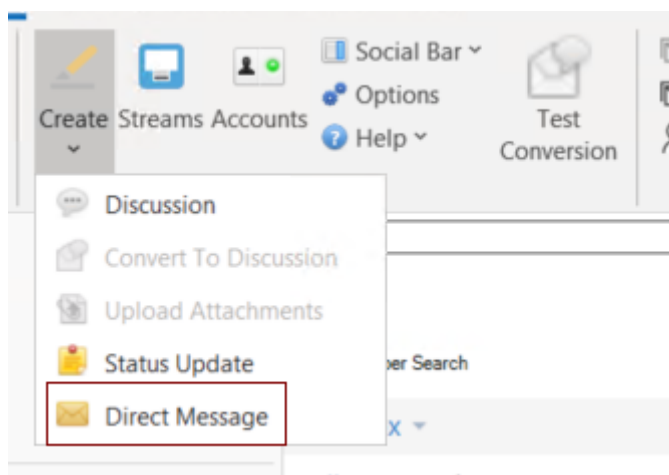 Create
Streams
Accounts
Social Bar
Options
Help
Test
Conversion
Discussion
Convert To Discussion
Upload Attachments
Status Update
Direct Message
Search